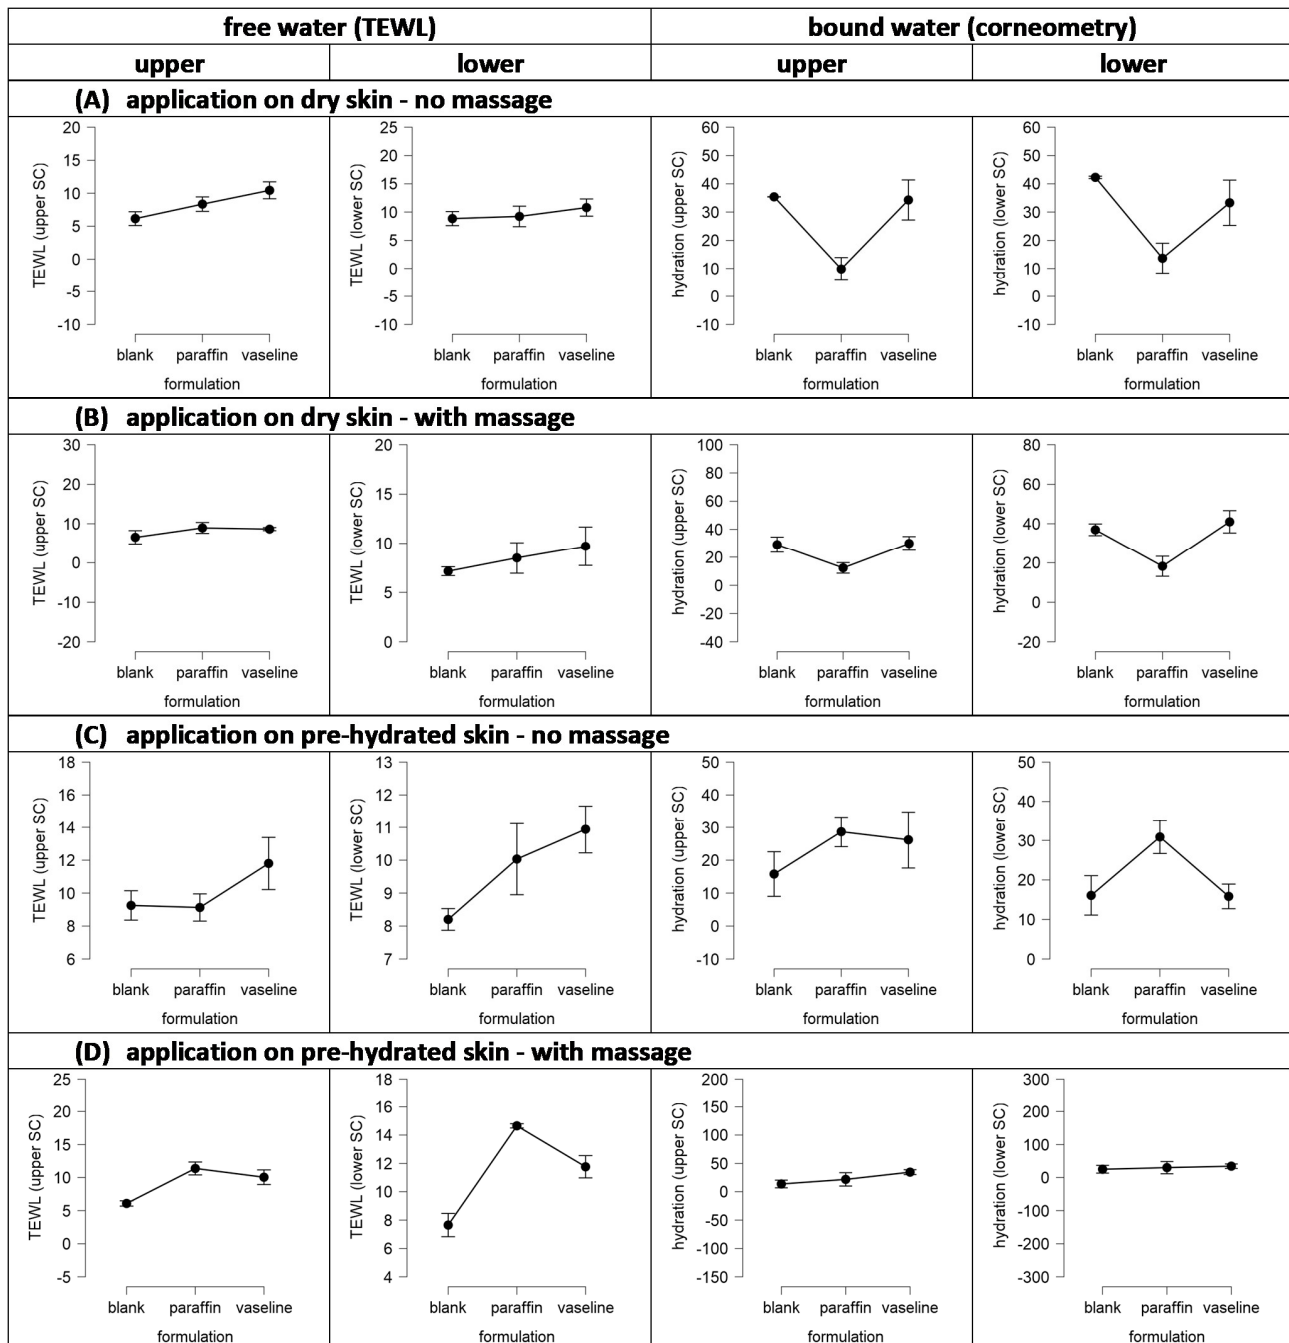 free water (TEWL) bound water (corneometry)
upper lower upper lower
(A) application on dry skin - no massage
20
15
10
5
0
-5
-10
TEWL (upper SC)
blank paraffin vaseline
formulation
25
20
15
10
5
0
-5
-10
TEWL (lower SC)
blank paraffin vaseline
formulation
60
50
40
30
20
10
0
-10
hydration (upper SC)
blank paraffin vaseline
formulation
60
50
40
30
20
10
0
-10
hydration (lower SC)
blank paraffin vaseline
formulation
(B) application on dry skin - with massage
30
20
10
0
-10
-20
TEWL (upper SC)
blank paraffin vaseline
formulation
20
15
10
5
0
TEWL (lower SC)
blank paraffin vaseline
formulation
100
80
60
40
20
0
-20
-40
hydration (upper SC)
blank paraffin vaseline
formulation
80
60
40
20
0
-20
hydration (lower SC)
blank paraffin vaseline
formulation
(C) application on pre-hydrated skin - no massage
18
16
14
12
10
8
6
TEWL (upper SC)
blank paraffin vaseline
formulation
13
12
11
10
9
8
7
TEWL (lower SC)
blank paraffin vaseline
formulation
50
40
30
20
10
0
-10
hydration (upper SC)
blank paraffin vaseline
formulation
50
40
30
20
10
0
hydration (lower SC)
blank paraffin vaseline
formulation
(D) application on pre-hydrated skin - with massage
25
20
15
10
5
0
-5
TEWL (upper SC)
blank paraffin vaseline
formulation
18
16
14
12
10
8
6
4
TEWL (lower SC)
blank paraffin vaseline
formulation
200
150
100
50
0
-50
-100
-150
hydration (upper SC)
blank paraffin vaseline
formulation
300
200
100
0
-100
-200
-300
hydration (lower SC)
blank paraffin vaseline
formulation